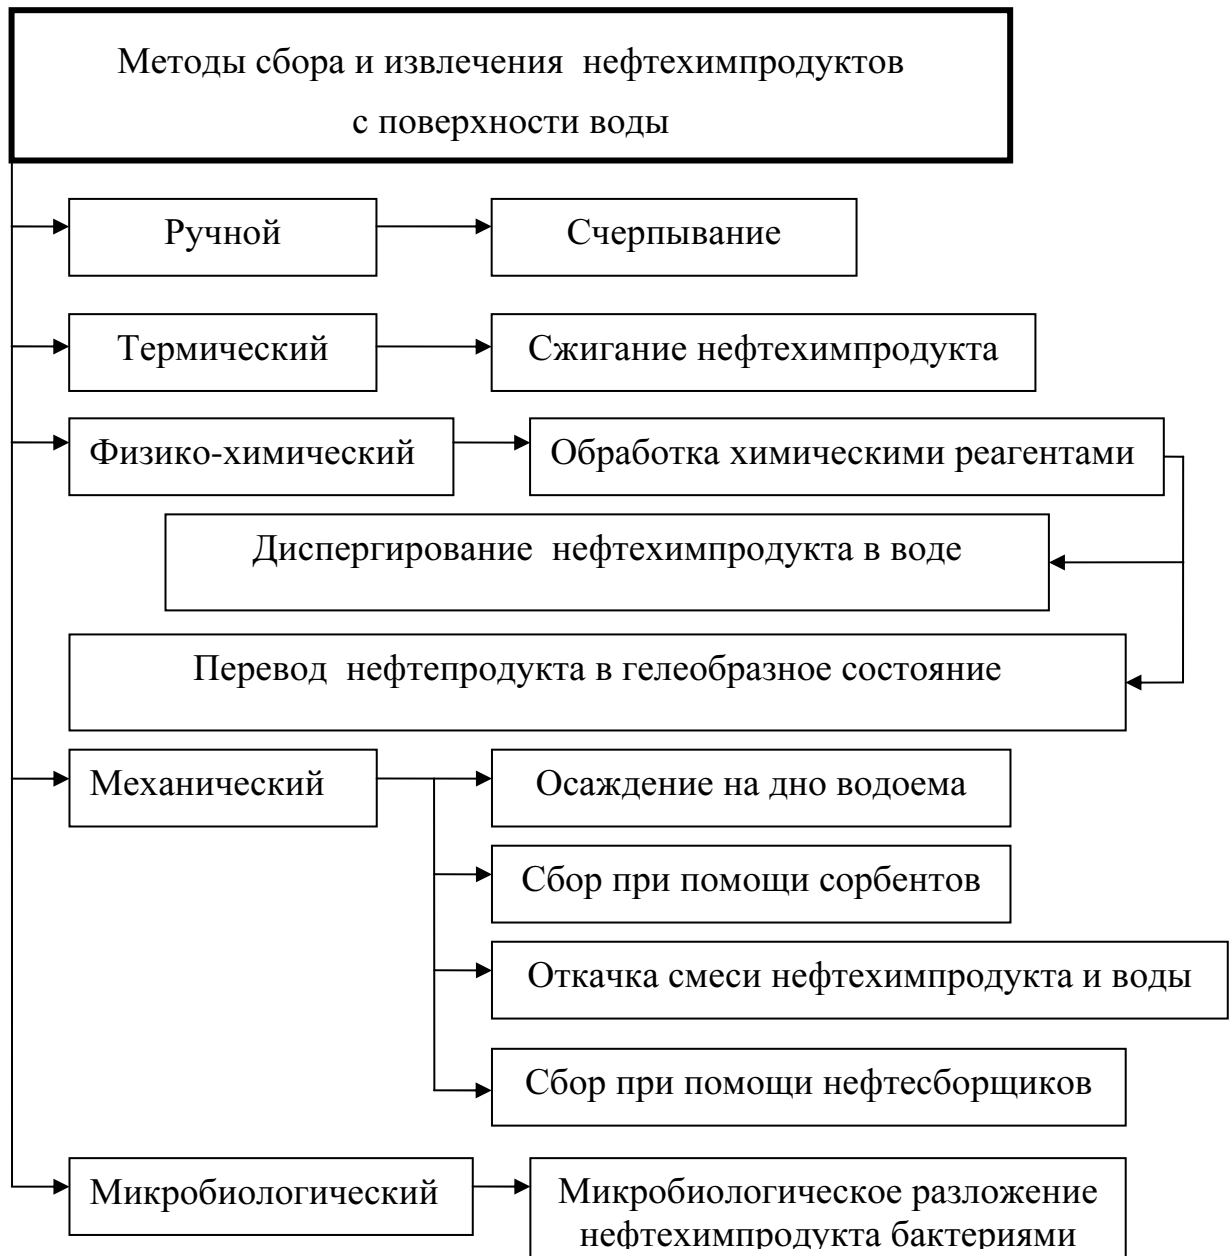 Методы сбора и извлечения нефтехимпродуктов
с поверхности воды
Ручной
Счерпывание
Термический
Сжигание нефтехимпродукта
Физико-химический
Обработка химическими реагентами
Диспергирование нефтехимпродукта в воде
Перевод нефтепродукта в гелеобразное состояние
Механический
Осаждение на дно водоема
Сбор при помощи сорбентов
Откачка смеси нефтехимпродукта и воды
Сбор при помощи нефтесборщиков
Микробиологический
Микробиологическое разложение
нефтехимпродукта бактериями